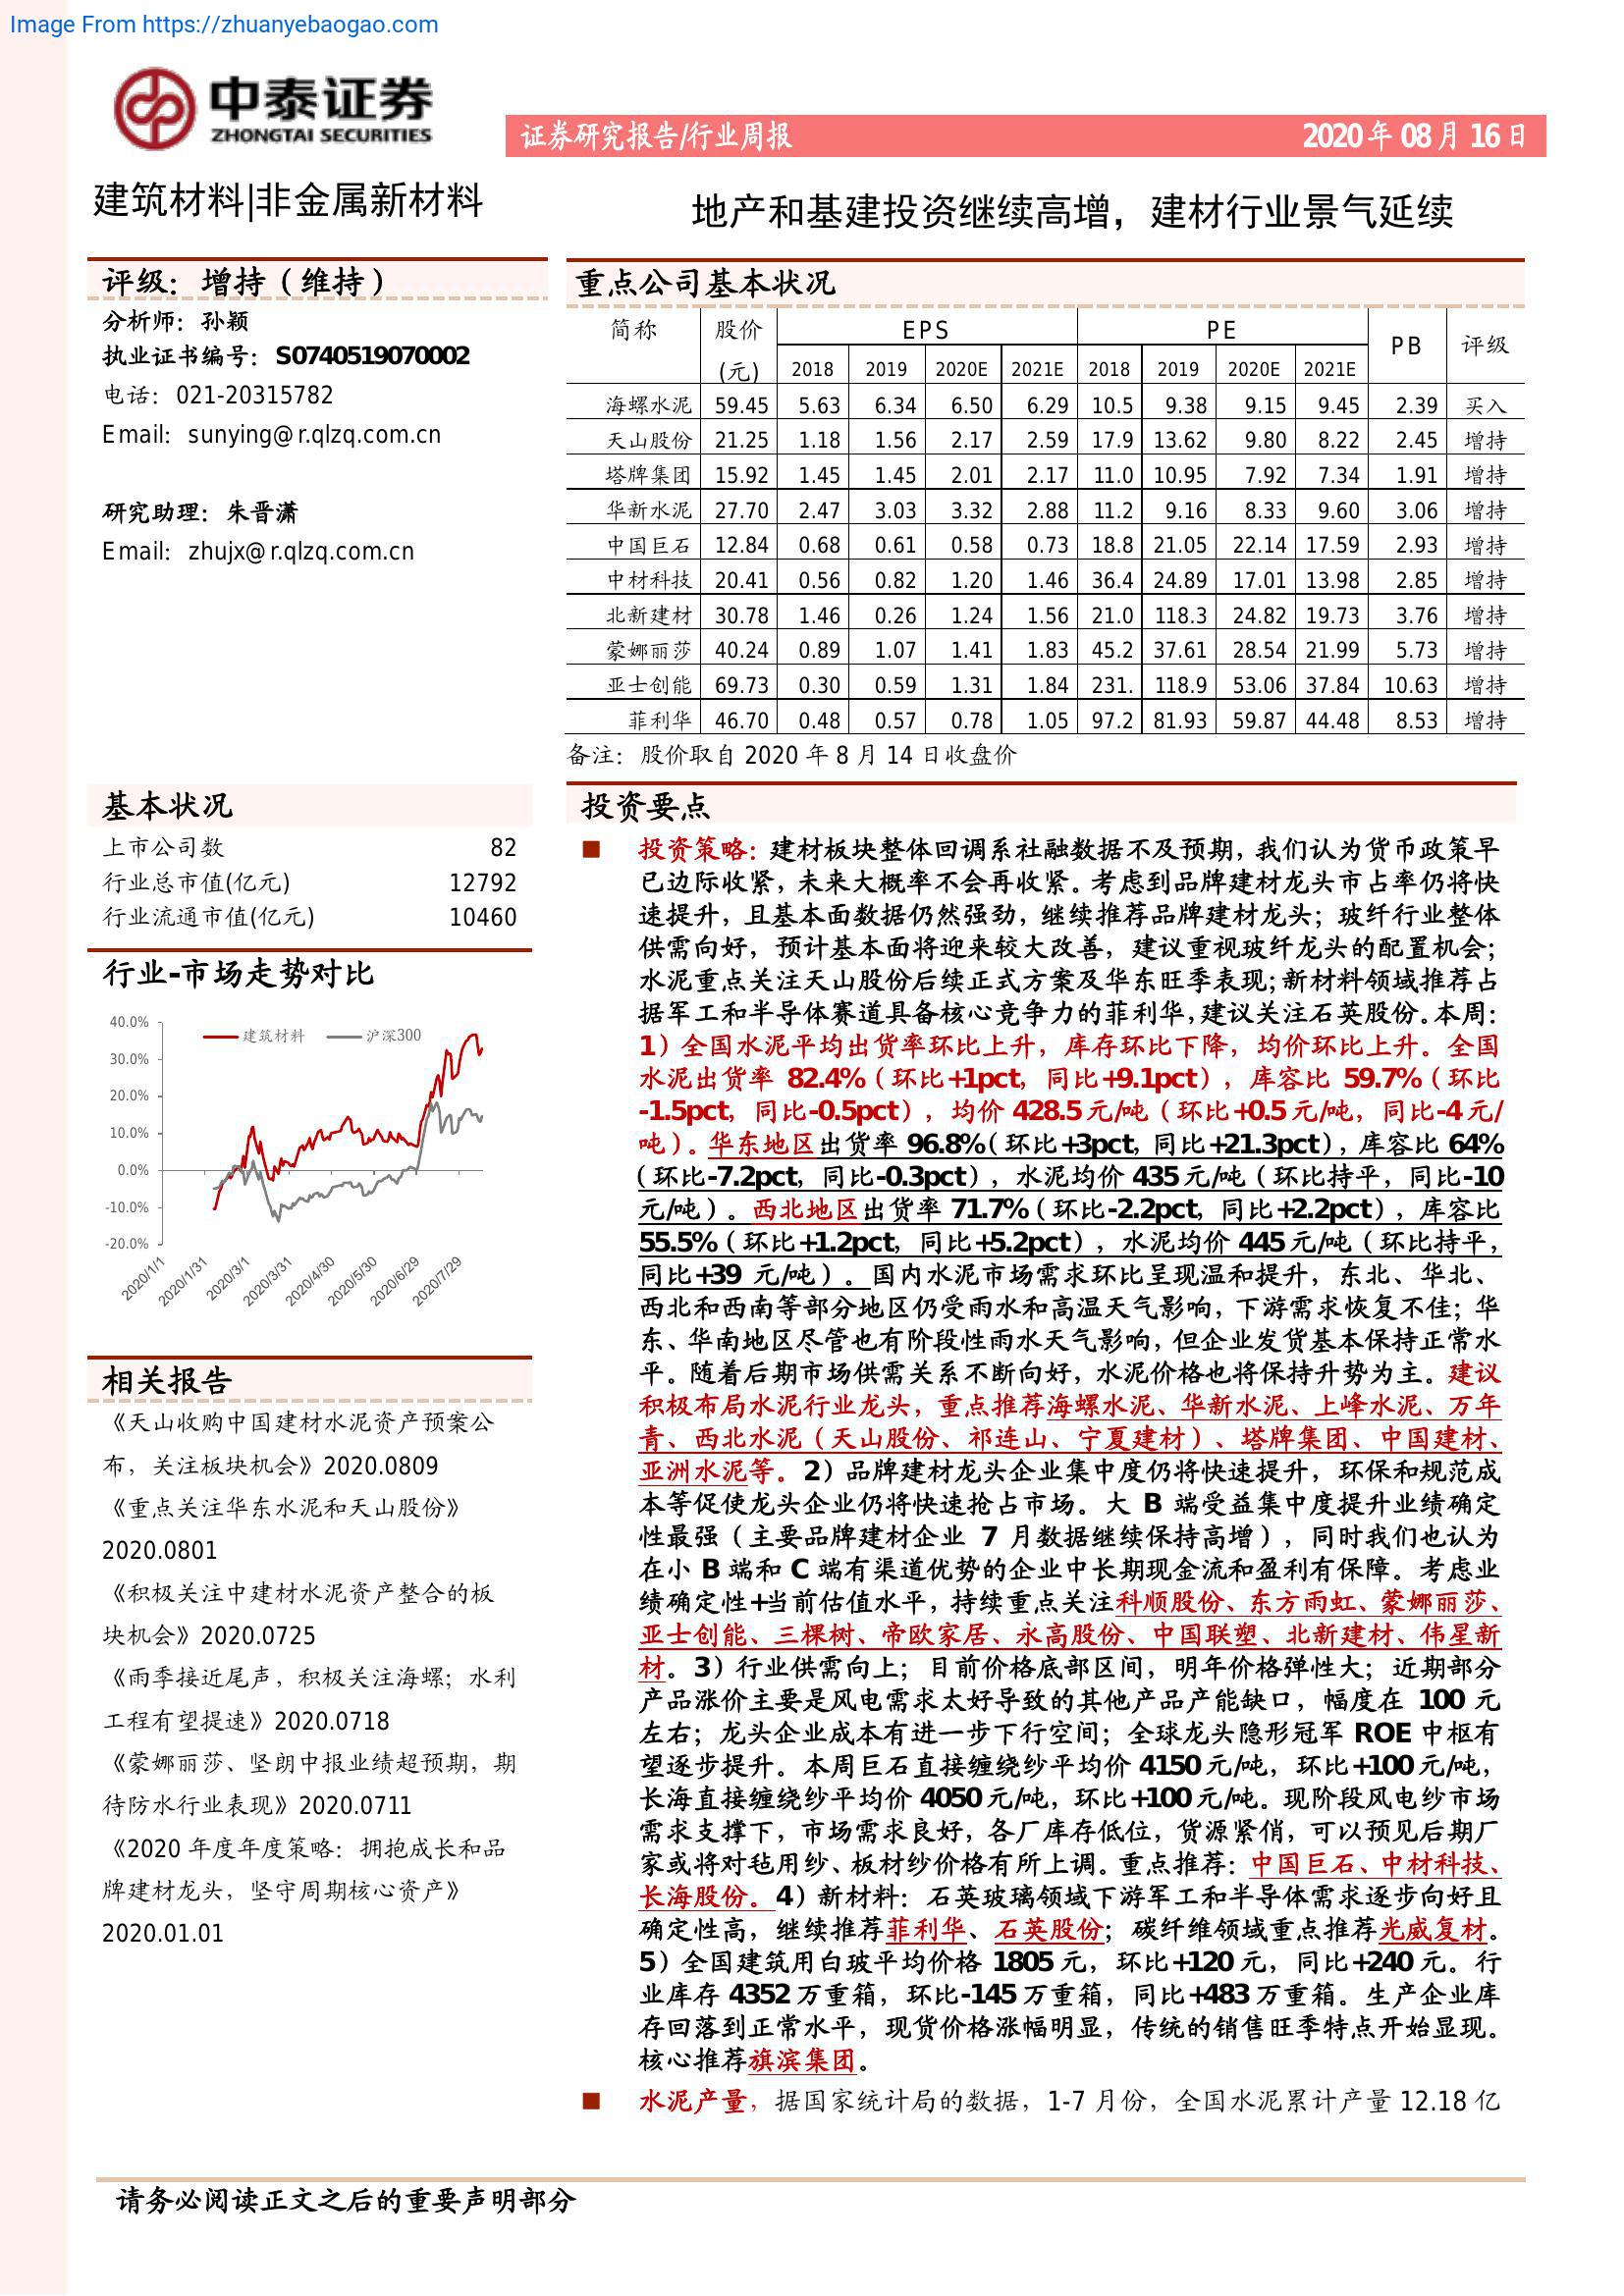 Image From https://zhuanyebaogao.com
中泰证券
ZHONGTAI SECURITIES
证券研究报告/行业周报 2020年08月16日
建筑材料|非金属新材料
地产和基建投资继续高增，建材行业景气延续
评级：增持（维持）
分析师：孙颖
执业证书编号：S0740519070002
电话：021-20315782
Email：sunying@r.qlzq.com.cn
研究助理：朱晋潇
Email：zhujx@r.qlzq.com.cn
重点公司基本状况
简称 股价 EPS PE PB 评级
(元) 2018 2019 2020E 2021E 2018 2019 2020E 2021E
海螺水泥 59.45 5.63 6.34 6.50 6.29 10.5 9.38 9.15 9.45 2.39 买入
天山股份 21.25 1.18 1.56 2.17 2.59 17.9 13.62 9.80 8.22 2.45 增持
塔牌集团 15.92 1.45 1.45 2.01 2.17 11.0 10.95 7.92 7.34 1.91 增持
华新水泥 27.70 2.47 3.03 3.32 2.88 11.2 9.16 8.33 9.60 3.06 增持
中国巨石 12.84 0.68 0.61 0.58 0.73 18.8 21.05 22.14 17.59 2.93 增持
中材科技 20.41 0.56 0.82 1.20 1.46 36.4 24.89 17.01 13.98 2.85 增持
北新建材 30.78 1.46 0.26 1.24 1.56 21.0 118.3 24.82 19.73 3.76 增持
蒙娜丽莎 40.24 0.89 1.07 1.41 1.83 45.2 37.61 28.54 21.99 5.73 增持
亚士创能 69.73 0.30 0.59 1.31 1.84 231. 118.9 53.06 37.84 10.63 增持
菲利华 46.70 0.48 0.57 0.78 1.05 97.2 81.93 59.87 44.48 8.53 增持
备注：股价取自2020年8月14日收盘价
基本状况
上市公司数 82
行业总市值(亿元) 12792
行业流通市值(亿元) 10460
行业-市场走势对比
建筑材料 沪深300
40.0%
30.0%
20.0%
10.0%
0.0%
-10.0%
-20.0%
2020/1/1 2020/1/31 2020/3/1 2020/3/31 2020/4/30 2020/5/30 2020/6/29 2020/7/29
相关报告
《天山收购中国建材水泥资产预案公
布，关注板块机会》2020.0809
《重点关注华东水泥和天山股份》
2020.0801
《积极关注中建材水泥资产整合的板
块机会》2020.0725
《雨季接近尾声，积极关注海螺；水利
工程有望提速》2020.0718
《蒙娜丽莎、坚朗中报业绩超预期，期
待防水行业表现》2020.0711
《2020年度年度策略：拥抱成长和品
牌建材龙头，坚守周期核心资产》
2020.01.01
投资要点
■ 投资策略：建材板块整体回调系社融数据不及预期，我们认为货币政策早
已边际收紧，未来大概率不会再收紧。考虑到品牌建材龙头市占率仍将快
速提升，且基本面数据仍然强劲，继续推荐品牌建材龙头；玻纤行业整体
供需向好，预计基本面将迎来较大改善，建议重视玻纤龙头的配置机会；
水泥重点关注天山股份后续正式方案及华东旺季表现；新材料领域推荐占
据军工和半导体赛道具备核心竞争力的菲利华，建议关注石英股份。本周：
1）全国水泥平均出货率环比上升，库存环比下降，均价环比上升。全国
水泥出货率82.4%（环比+1pct，同比+9.1pct），库容比59.7%（环比
-1.5pct，同比-0.5pct），均价428.5元/吨（环比+0.5元/吨，同比-4元/
吨）。华东地区出货率96.8%（环比+3pct，同比+21.3pct），库容比64%
（环比-7.2pct，同比-0.3pct），水泥均价435元/吨（环比持平，同比-10
元/吨）。西北地区出货率71.7%（环比-2.2pct，同比+2.2pct），库容比
55.5%（环比+1.2pct，同比+5.2pct），水泥均价445元/吨（环比持平，
同比+39元/吨）。国内水泥市场需求环比呈现温和提升，东北、华北、
西北和西南等部分地区仍受雨水和高温天气影响，下游需求恢复不佳；华
东、华南地区尽管也有阶段性雨水天气影响，但企业发货基本保持正常水
平。随着后期市场供需关系不断向好，水泥价格也将保持升势为主。建议
积极布局水泥行业龙头，重点推荐海螺水泥、华新水泥、上峰水泥、万年
青、西北水泥（天山股份、祁连山、宁夏建材）、塔牌集团、中国建材、
亚洲水泥等。2）品牌建材龙头企业集中度仍将快速提升，环保和规范成
本等促使龙头企业仍将快速抢占市场。大B端受益集中度提升业绩确定
性最强（主要品牌建材企业7月数据继续保持高增），同时我们也认为
在小B端和C端有渠道优势的企业中长期现金流和盈利有保障。考虑业
绩确定性+当前估值水平，持续重点关注科顺股份、东方雨虹、蒙娜丽莎、
亚士创能、三棵树、帝欧家居、永高股份、中国联塑、北新建材、伟星新
材。3）行业供需向上；目前价格底部区间，明年价格弹性大；近期部分
产品涨价主要是风电需求太好导致的其他产品产能缺口，幅度在100元
左右；龙头企业成本有进一步下行空间；全球龙头隐形冠军ROE中枢有
望逐步提升。本周巨石直接缠绕纱平均价4150元/吨，环比+100元/吨，
长海直接缠绕纱平均价4050元/吨，环比+100元/吨。现阶段风电纱市场
需求支撑下，市场需求良好，各厂库存低位，货源紧俏，可以预见后期厂
家或将对毡用纱、板材纱价格有所上调。重点推荐：中国巨石、中材科技、
长海股份。4）新材料：石英玻璃领域下游军工和半导体需求逐步向好且
确定性高，继续推荐菲利华、石英股份；碳纤维领域重点推荐光威复材。
5）全国建筑用白玻平均价格1805元，环比+120元，同比+240元。行
业库存4352万重箱，环比-145万重箱，同比+483万重箱。生产企业库
存回落到正常水平，现货价格涨幅明显，传统的销售旺季特点开始显现。
核心推荐旗滨集团。
■ 水泥产量，据国家统计局的数据，1-7月份，全国水泥累计产量12.18亿
请务必阅读正文之后的重要声明部分